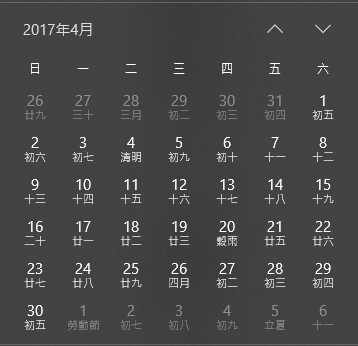 2017年4月
日 一 二 三 四 五 六
26 27 28 29 30 31 1
廿九 三十 三月 初二 初三 初四 初五
2 3 4 5 6 7 8
初六 初七 清明 初九 初十 十一 十二
9 10 11 12 13 14 15
十三 十四 十五 十六 十七 十八 十九
16 17 18 19 20 21 22
二十 廿一 廿二 廿三 穀雨 廿五 廿六
23 24 25 26 27 28 29
廿七 廿八 廿九 四月 初二 初三 初四
30 1 2 3 4 5 6
初五 勞動節 初七 初八 初九 立夏 十一